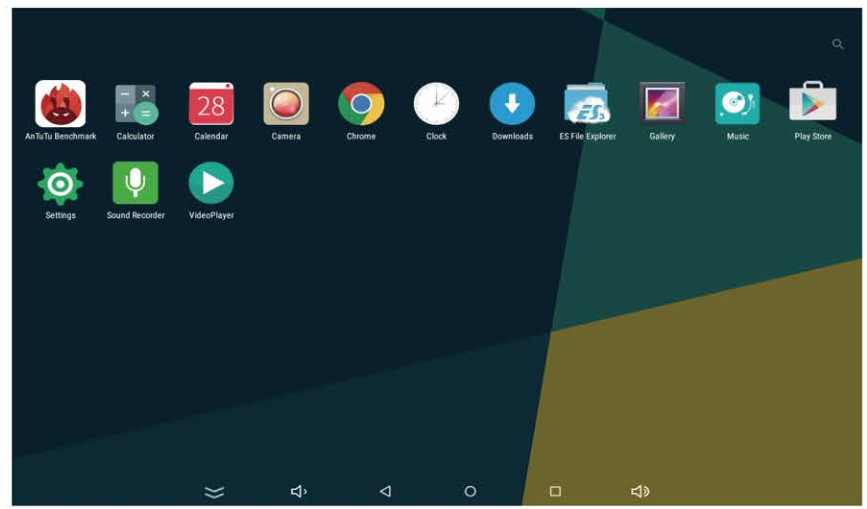 28
AnTuTu Benchmark Calculator Calendar Camera Chrome Clock Downloads ES File Explorer Gallery Music Play Store
Settings Sound Recorder VideoPlayer